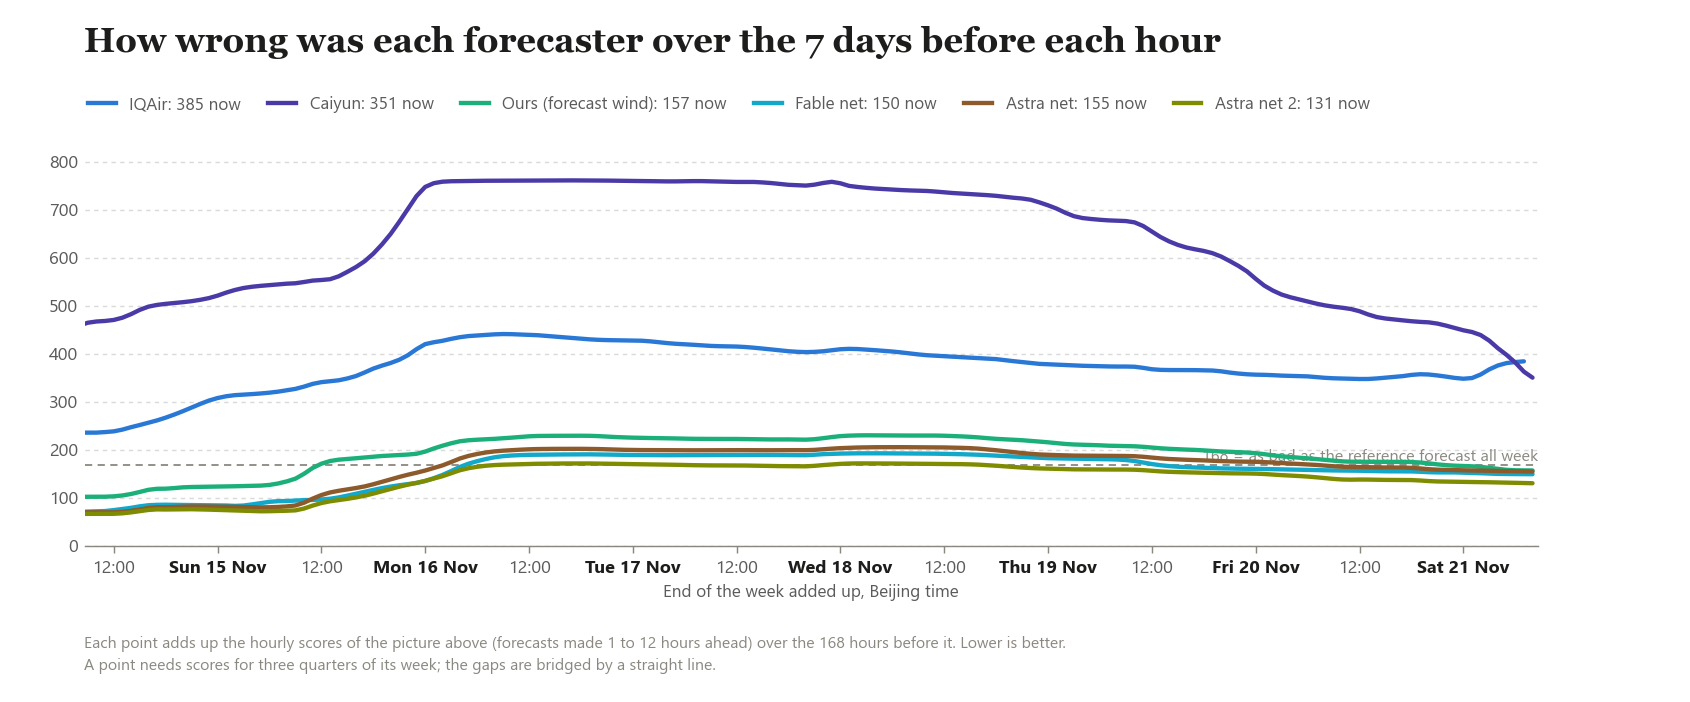 How wrong was each forecaster over the 7 days before each hour
IQAir: 385 now Caiyun: 351 now Ours (forecast wind): 157 now Fable net: 150 now Astra net: 155 now Astra net 2: 131 now
800
700
600
500
400
300
200
as the reference forecast all week
100
0
12:00 Sun 15 Nov 12:00 Mon 16 Nov 12:00 Tue 17 Nov 12:00 Wed 18 Nov 12:00 Thu 19 Nov 12:00 Fri 20 Nov 12:00 Sat 21 Nov
End of the week added up, Beijing time
Each point adds up the hourly scores of the picture above (forecasts made 1 to 12 hours ahead) over the 168 hours before it. Lower is better.
A point needs scores for three quarters of its week; the gaps are bridged by a straight line.